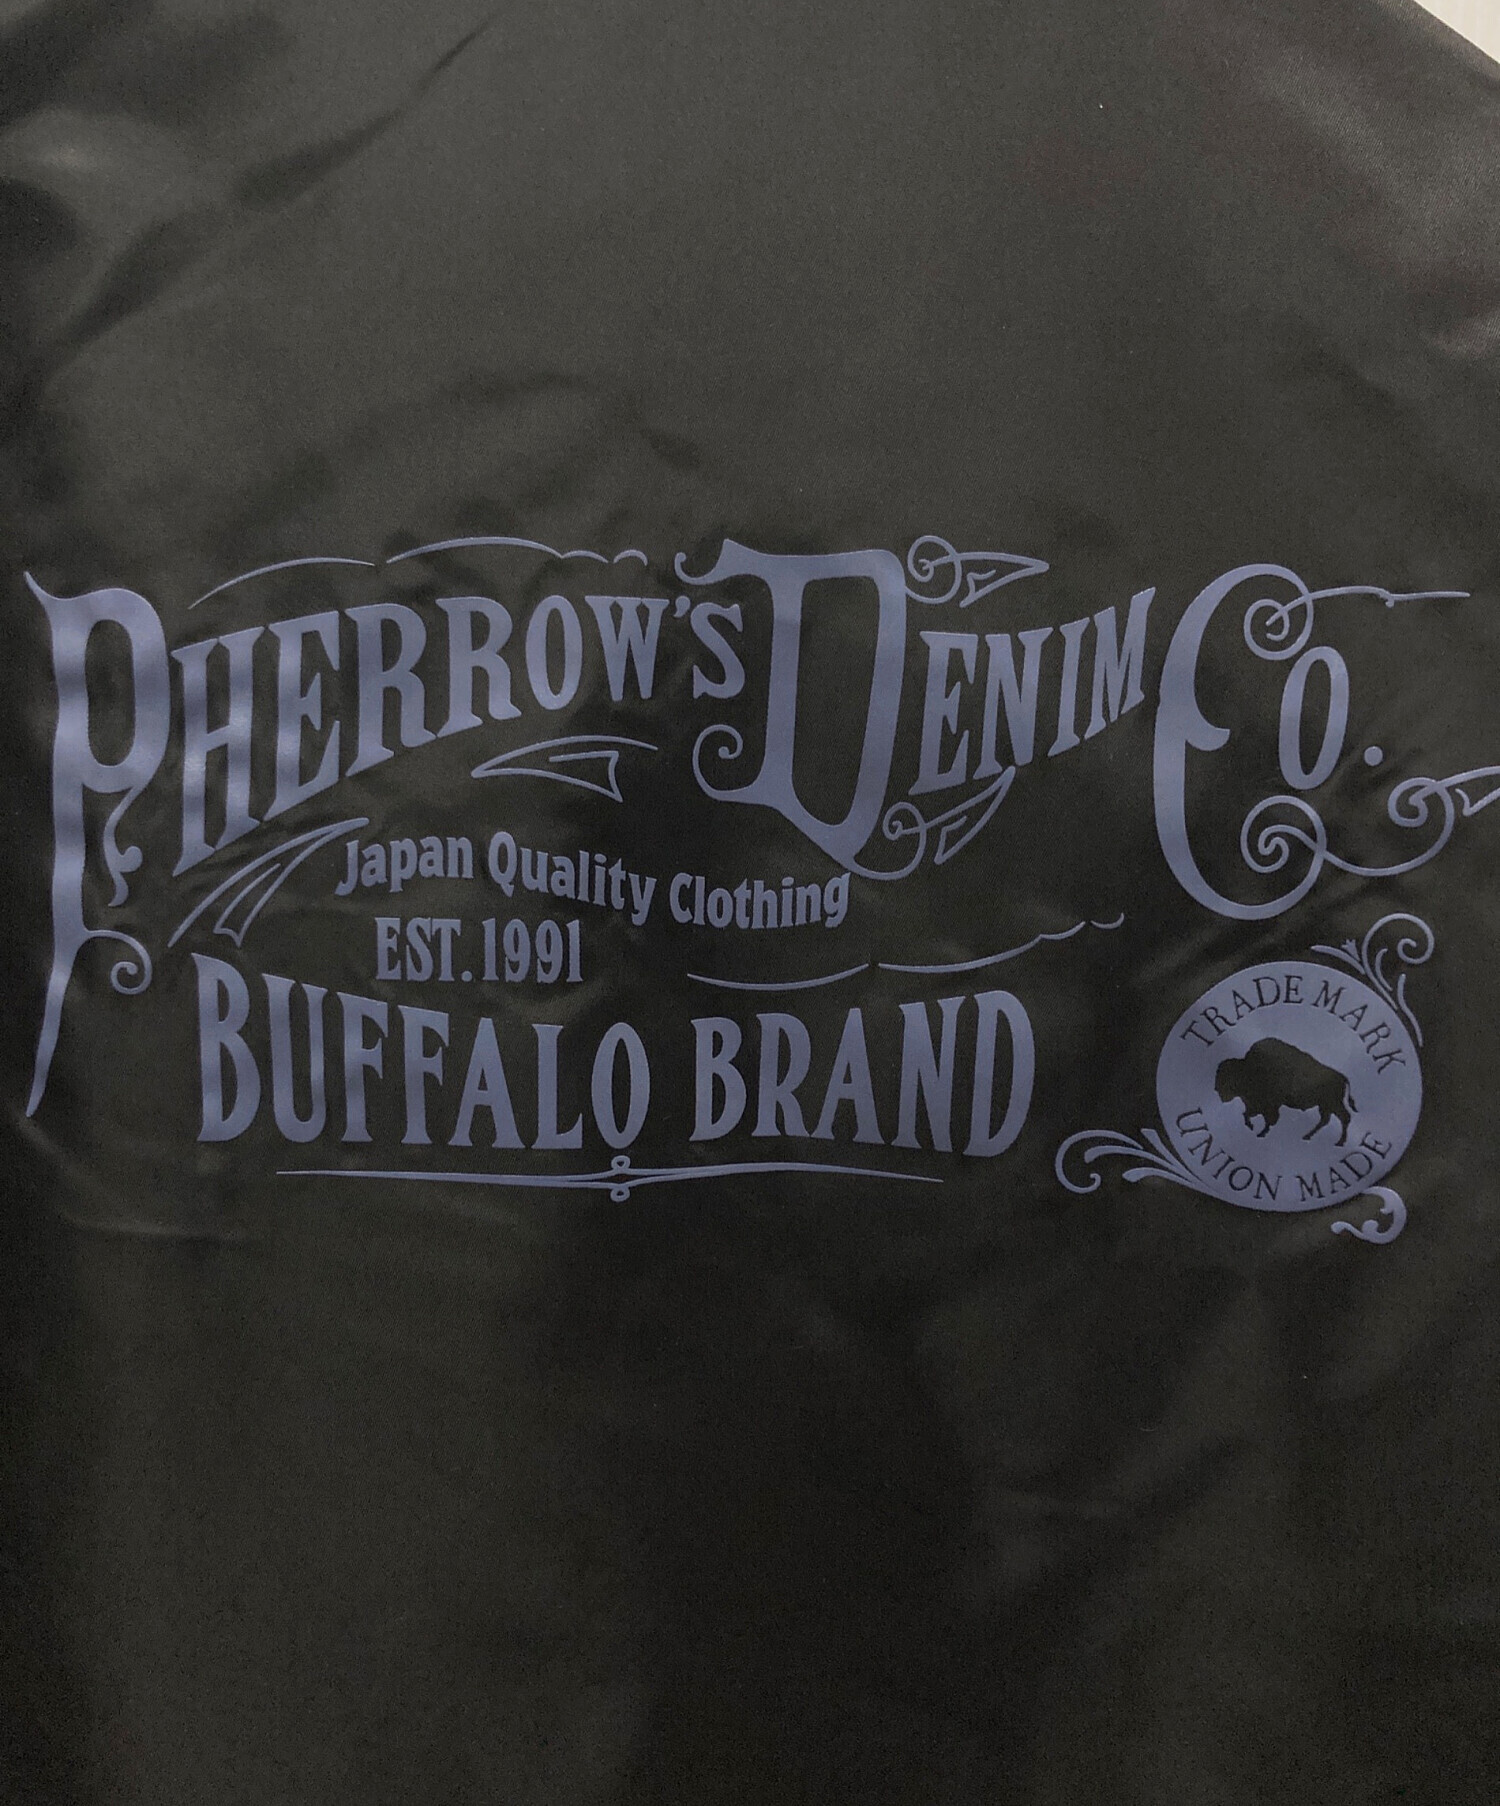 PHERROW'S DENIM CO.
Japan Quality Clothing
EST. 1991
BUFFALO BRAND
TRADE MARK
UNION MADE